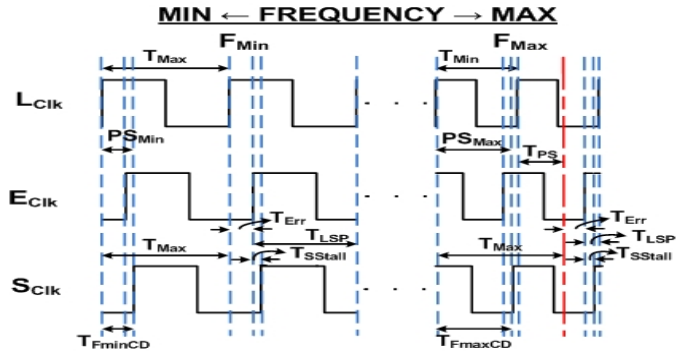 MIN ← FREQUENCY → MAX
FMin FMax
TMax TMin
LClk
PSMin PSMax
TPS
EClk
TErr TErr
TLSP TLSP
TMax TMax
TSStall TSStall
SClk
TFminCD TFmaxCD